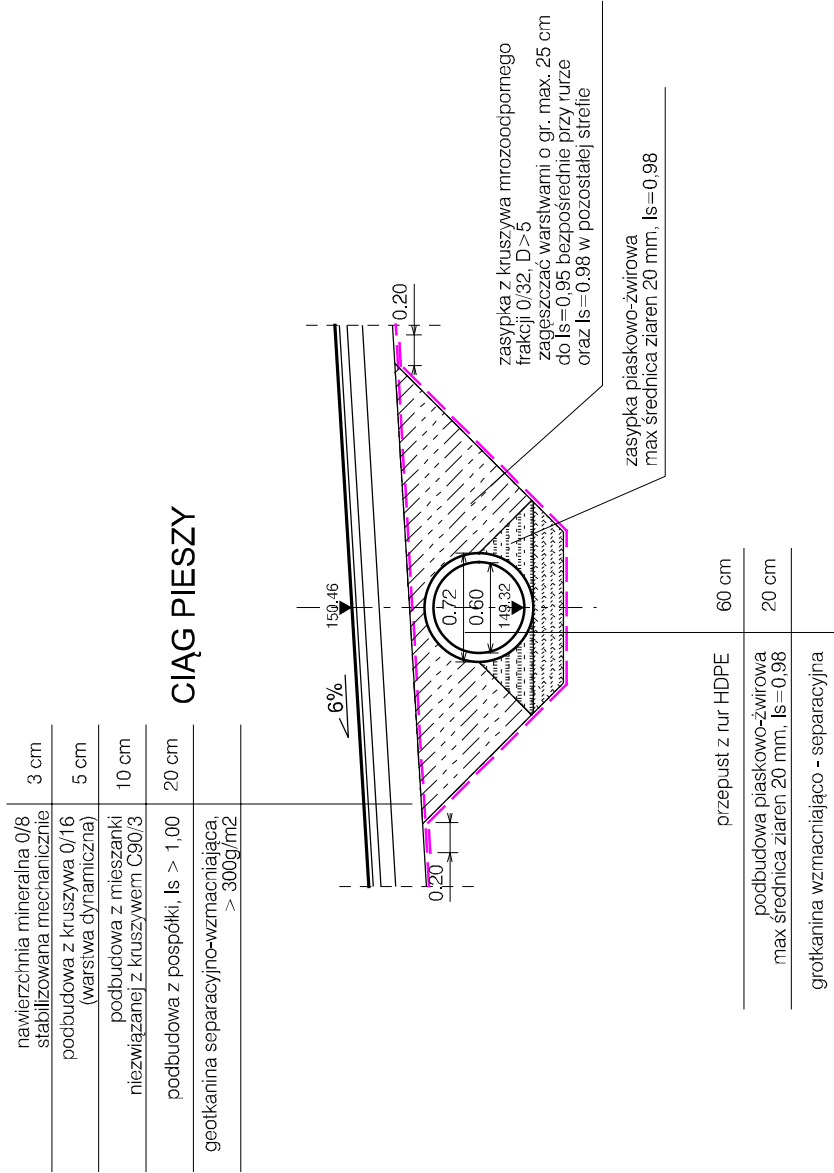 nawierzchnia mineralna 0/8
stabilizowana mechanicznie
3 cm
podbudowa z kruszywa 0/16
(warstwa dynamiczna)
5 cm
podbudowa z mieszanki
niezwiązanej z kruszywem C90/3
10 cm
podbudowa z pospółki, Is > 1,00
20 cm
geotkanina separacyjno-wzmacniająca,
> 300g/m2
CIĄG PIESZY
6%
150.46
0.20
0.20
0.72
0.60
149.32
zasypka z kruszywa mrozoodpornego
frakcji 0/32, D>5
zagęszczać warstwami o gr. max. 25 cm
do Is=0,95 bezpośrednie przy rurze
oraz Is=0.98 w pozostałej strefie
zasypka piaskowo-żwirowa
max średnica ziaren 20 mm, Is=0,98
przepust z rur HDPE
60 cm
podbudowa piaskowo-żwirowa
max średnica ziaren 20 mm, Is=0,98
20 cm
grotkanina wzmacniająco - separacyjna